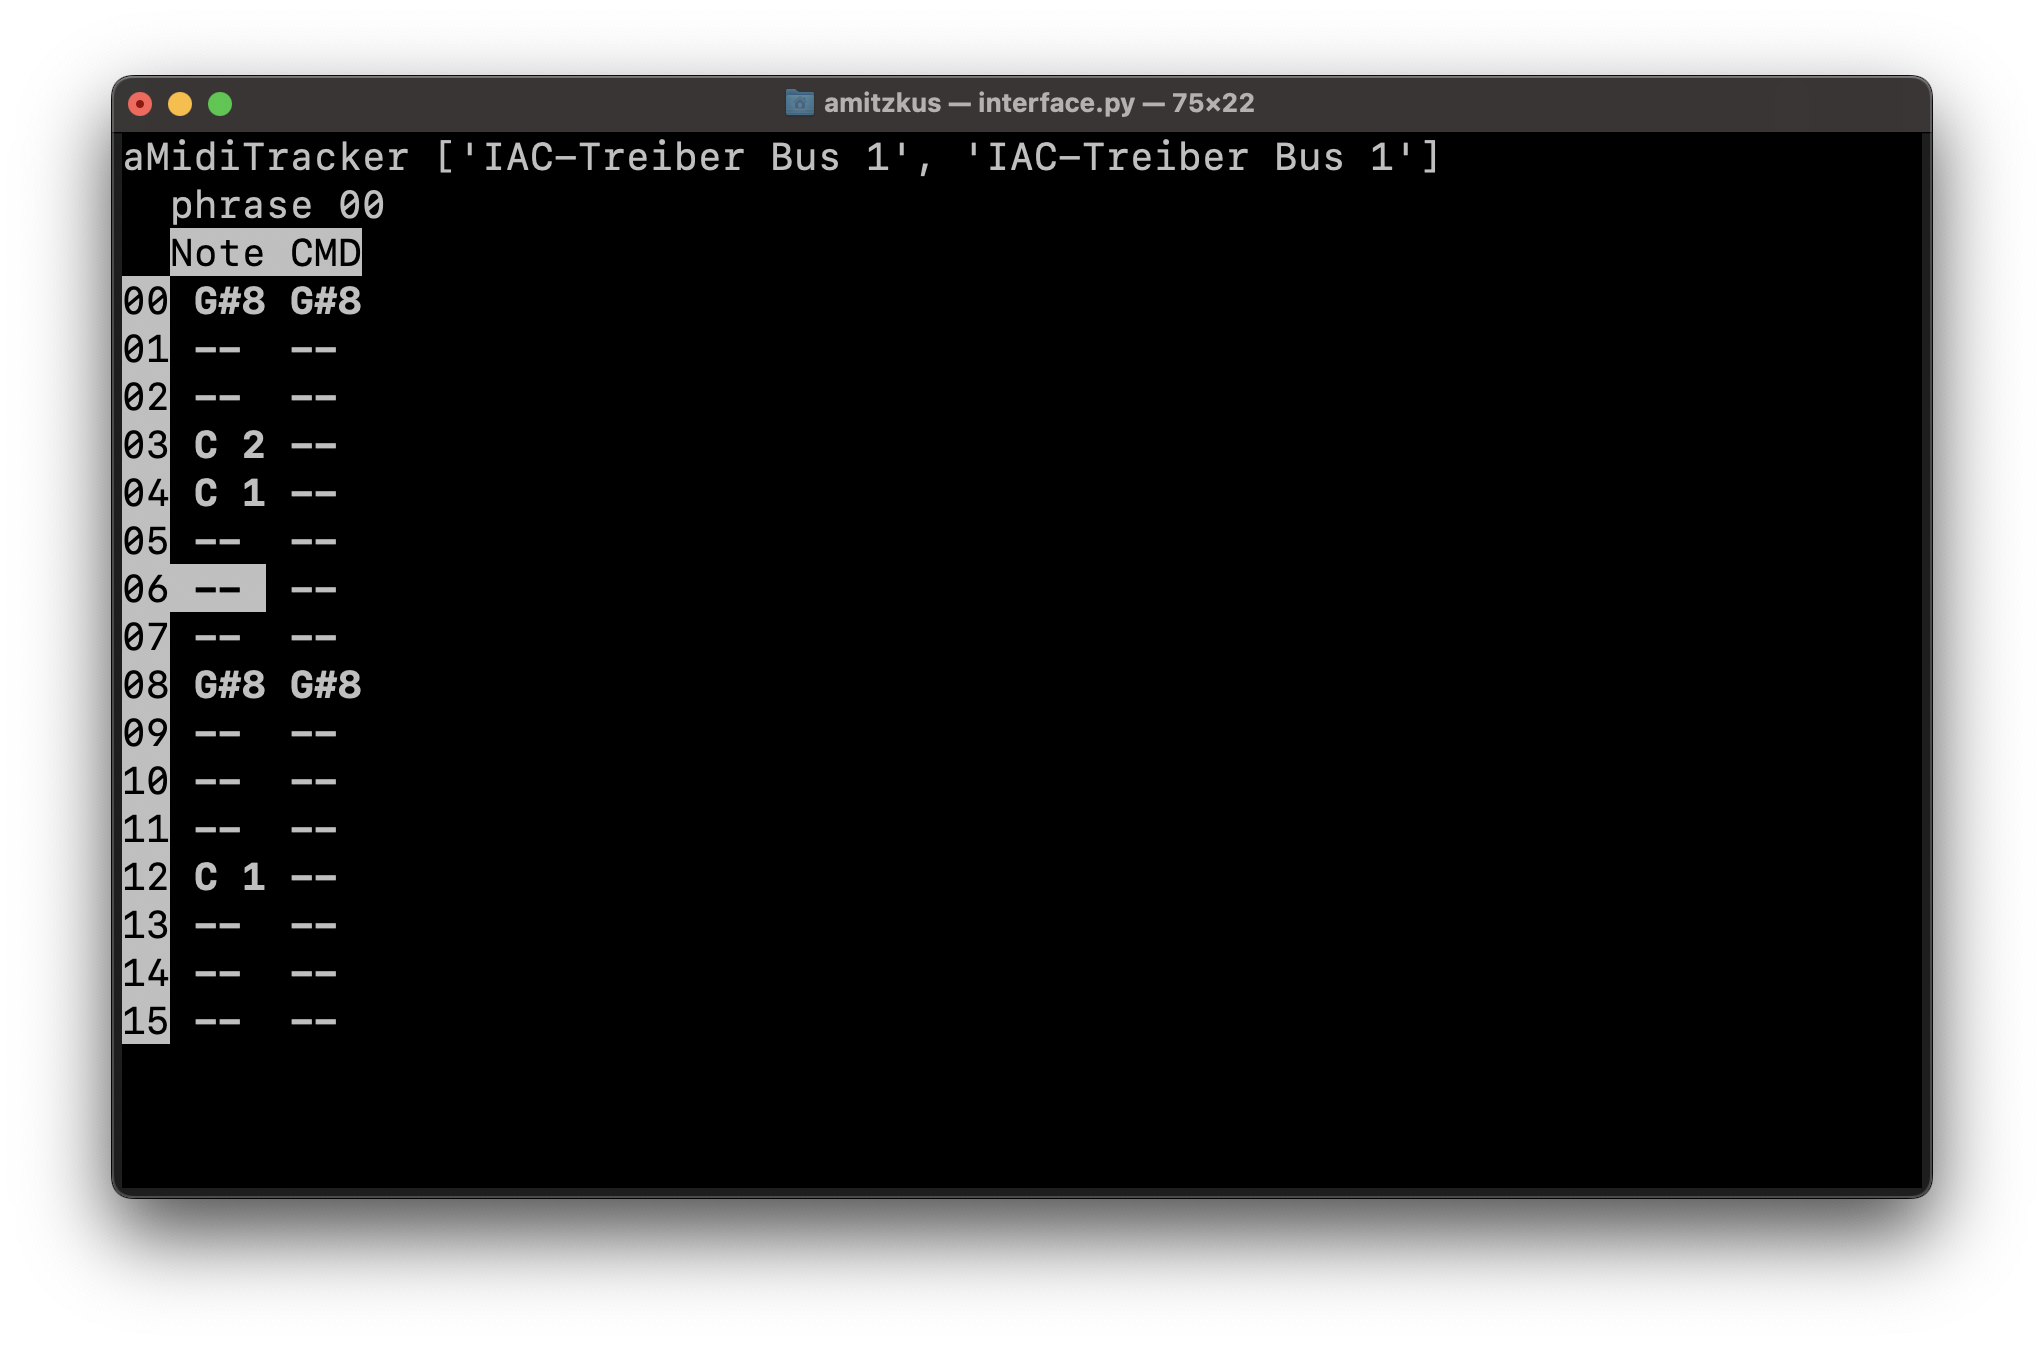 amitzkus — interface.py — 75×22
aMidiTracker ['IAC-Treiber Bus 1', 'IAC-Treiber Bus 1']
phrase 00
Note CMD
00 G#8 G#8
01 -- --
02 -- --
03 C 2 --
04 C 1 --
05 -- --
06 -- --
07 -- --
08 G#8 G#8
09 -- --
10 -- --
11 -- --
12 C 1 --
13 -- --
14 -- --
15 -- --